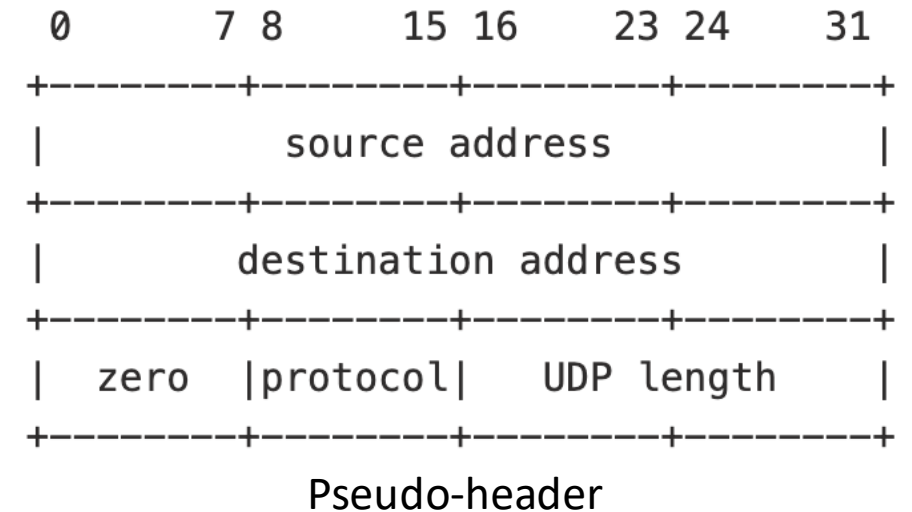 0 7 8 15 16 23 24 31
+--------+--------+--------+--------+
| source address |
+--------+--------+--------+--------+
| destination address |
+--------+--------+--------+--------+
| zero |protocol| UDP length |
+--------+--------+--------+--------+
Pseudo-header